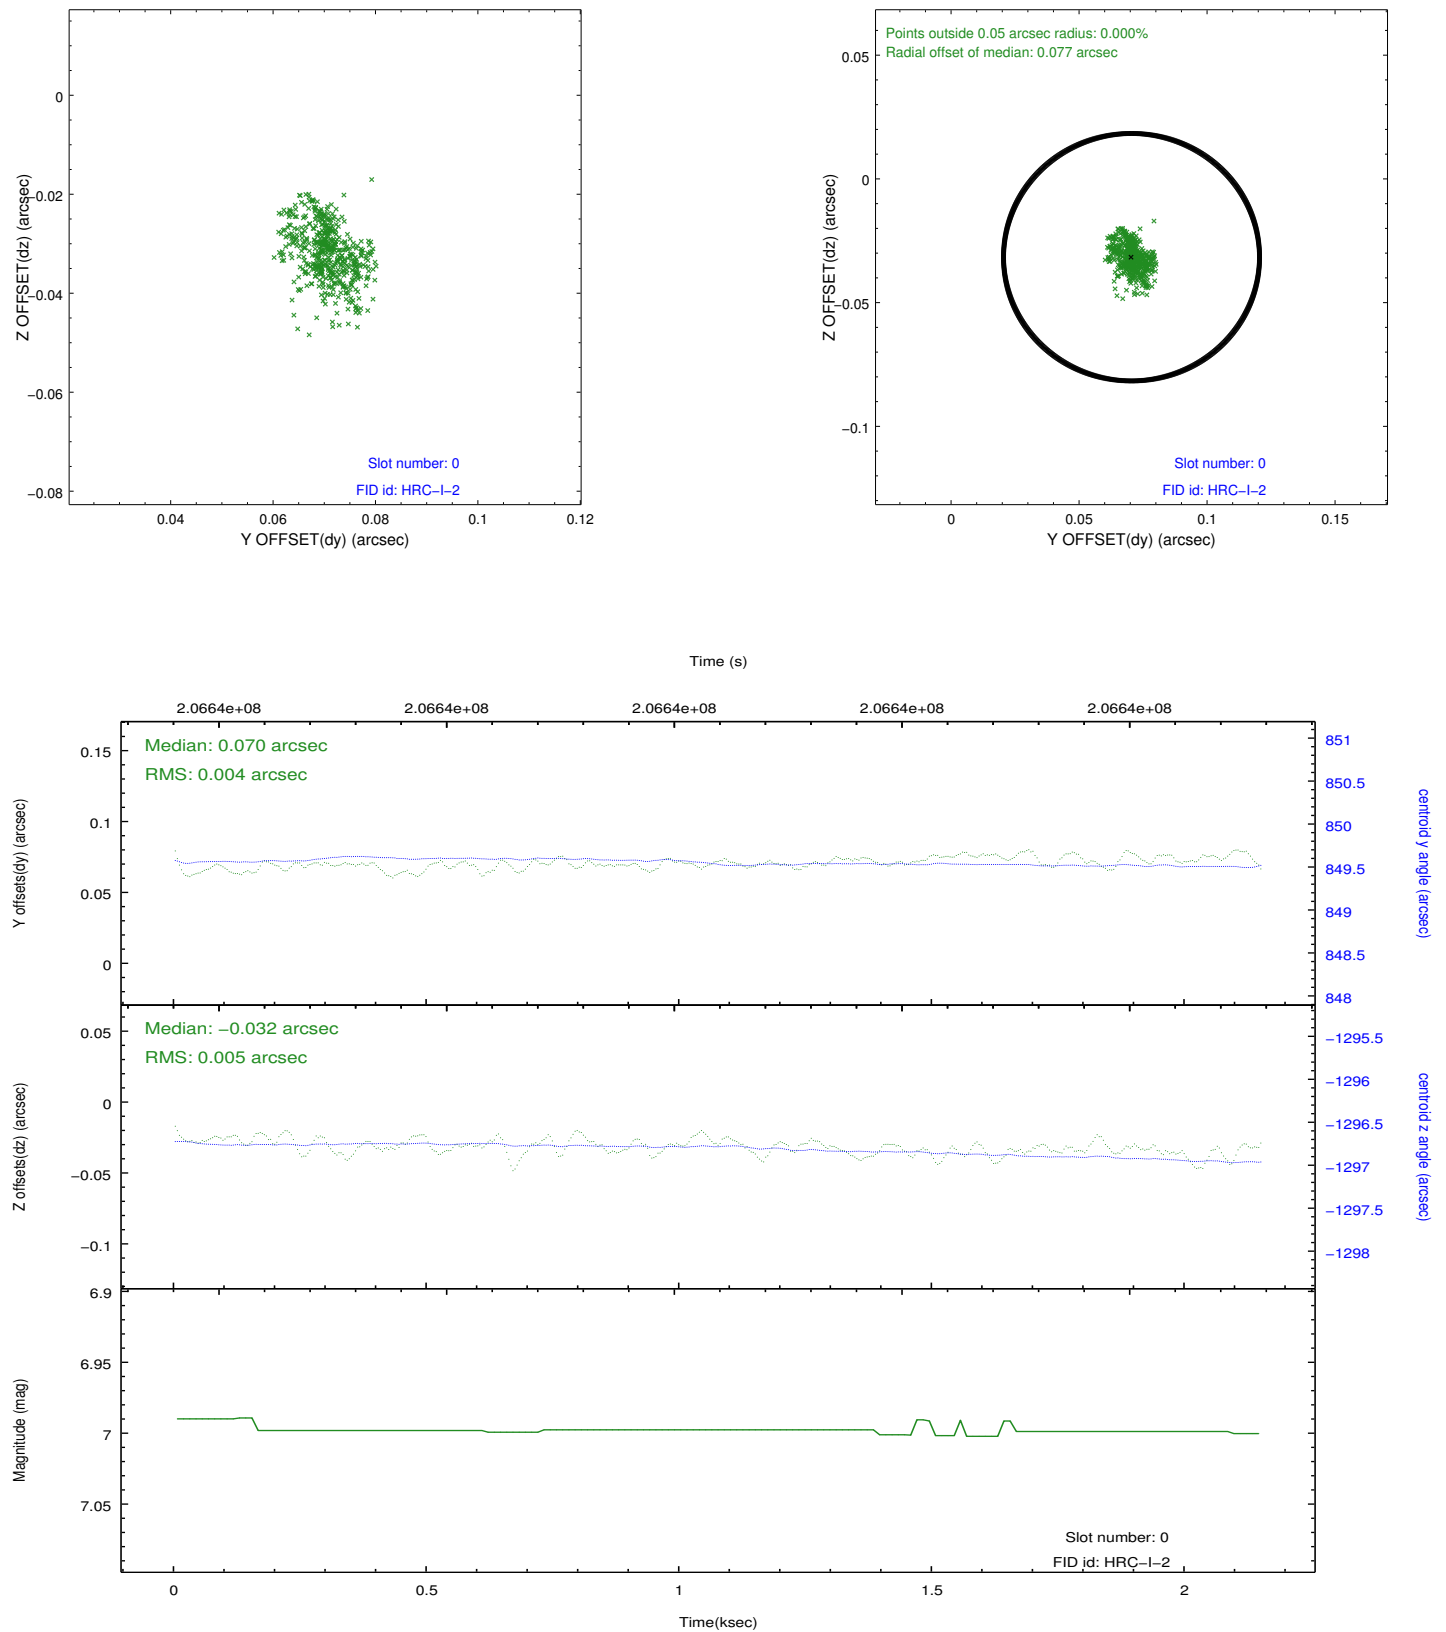 0
−0.02
−0.04
−0.06
−0.08
Z OFFSET(dz) (arcsec)
Slot number: 0
FID id: HRC−I−2
0.04 0.06 0.08 0.1 0.12
Y OFFSET(dy) (arcsec)
Points outside 0.05 arcsec radius: 0.000%
Radial offset of median: 0.077 arcsec
0.05
0
−0.05
−0.1
Z OFFSET(dz) (arcsec)
Slot number: 0
FID id: HRC−I−2
0 0.05 0.1 0.15
Y OFFSET(dy) (arcsec)
Time (s)
2.0664e+08 2.0664e+08 2.0664e+08 2.0664e+08 2.0664e+08
Median: 0.070 arcsec
RMS: 0.004 arcsec
0.15
0.1
0.05
0
Y offsets(dy) (arcsec)
851
850.5
850
849.5
849
848.5
848
centroid y angle (arcsec)
Median: −0.032 arcsec
RMS: 0.005 arcsec
0.05
0
−0.05
−0.1
Z offsets(dz) (arcsec)
−1295.5
−1296
−1296.5
−1297
−1297.5
−1298
centroid z angle (arcsec)
6.9
6.95
7
7.05
Magnitude (mag)
Slot number: 0
FID id: HRC−I−2
0 0.5 1 1.5 2
Time(ksec)